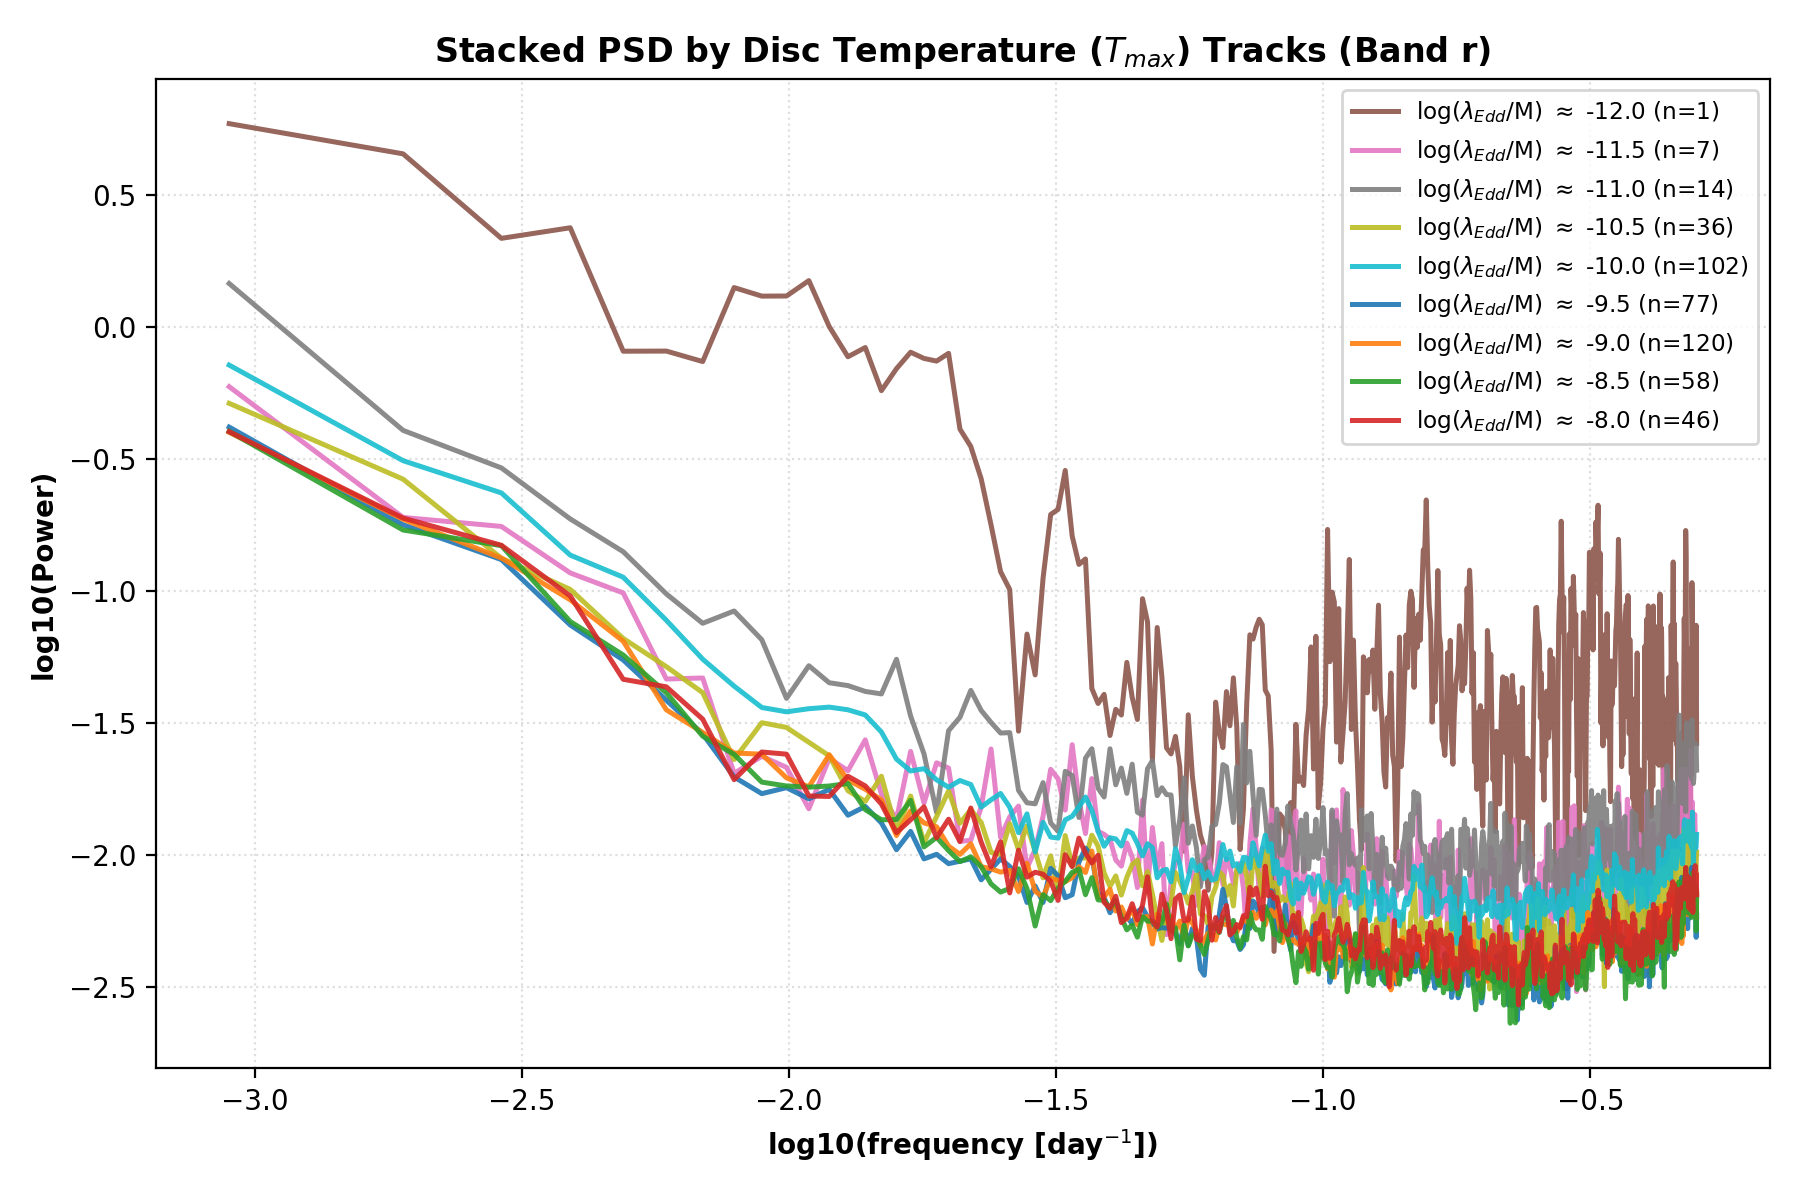 Stacked PSD by Disc Temperature (T_max) Tracks (Band r)
log(λ_Edd/M) ≈ -12.0 (n=1)
log(λ_Edd/M) ≈ -11.5 (n=7)
log(λ_Edd/M) ≈ -11.0 (n=14)
log(λ_Edd/M) ≈ -10.5 (n=36)
log(λ_Edd/M) ≈ -10.0 (n=102)
log(λ_Edd/M) ≈ -9.5 (n=77)
log(λ_Edd/M) ≈ -9.0 (n=120)
log(λ_Edd/M) ≈ -8.5 (n=58)
log(λ_Edd/M) ≈ -8.0 (n=46)
log10(Power)
0.5
0.0
−0.5
−1.0
−1.5
−2.0
−2.5
−3.0 −2.5 −2.0 −1.5 −1.0 −0.5
log10(frequency [day⁻¹])